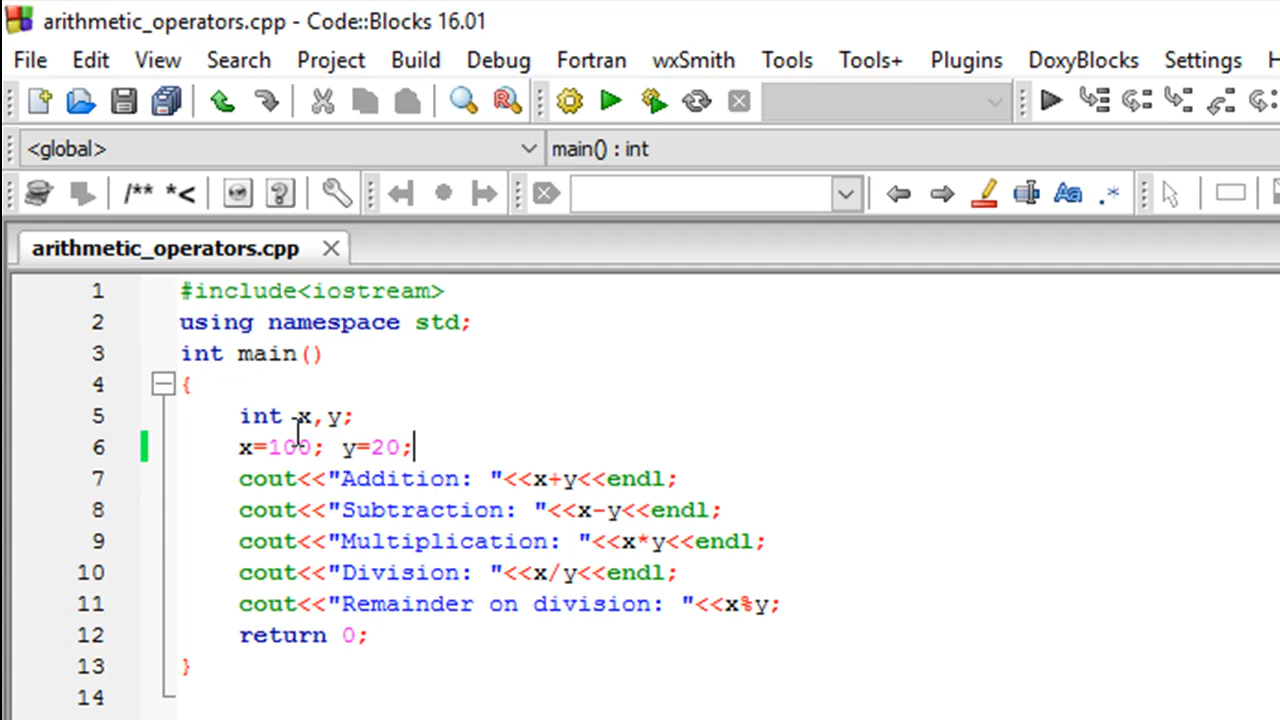 arithmetic_operators.cpp - Code::Blocks 16.01
File Edit View Search Project Build Debug Fortran wxSmith Tools Tools+ Plugins DoxyBlocks Settings H
<global> main() : int
/** *<
arithmetic_operators.cpp
1 #include<iostream>
2 using namespace std;
3 int main()
4 {
5 int x,y;
6 x=100; y=20;
7 cout<<"Addition: "<<x+y<<endl;
8 cout<<"Subtraction: "<<x-y<<endl;
9 cout<<"Multiplication: "<<x*y<<endl;
10 cout<<"Division: "<<x/y<<endl;
11 cout<<"Remainder on division: "<<x%y;
12 return 0;
13 }
14